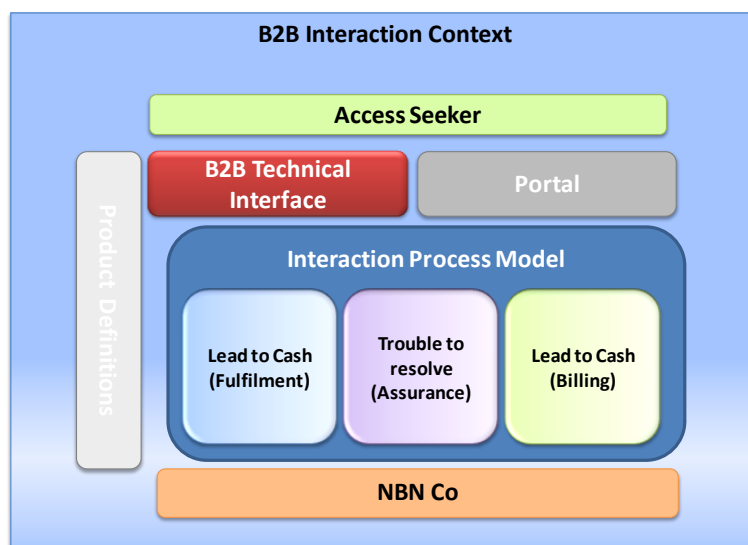 B2B Interaction Context
Access Seeker
B2B Technical
Interface
Portal
Product Definitions
Interaction Process Model
Lead to Cash
(Fulfilment)
Trouble to
resolve
(Assurance)
Lead to Cash
(Billing)
NBN Co